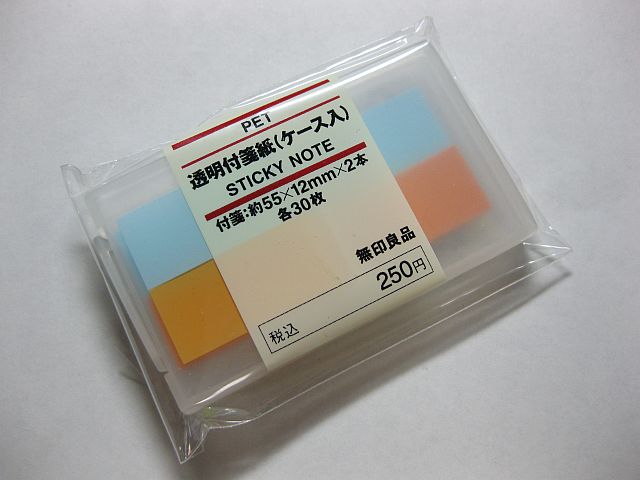 PET
透明付箋紙(ケース入)
STICKY NOTE
付箋:約55×12mm×2本
各30枚
無印良品
税込 250円